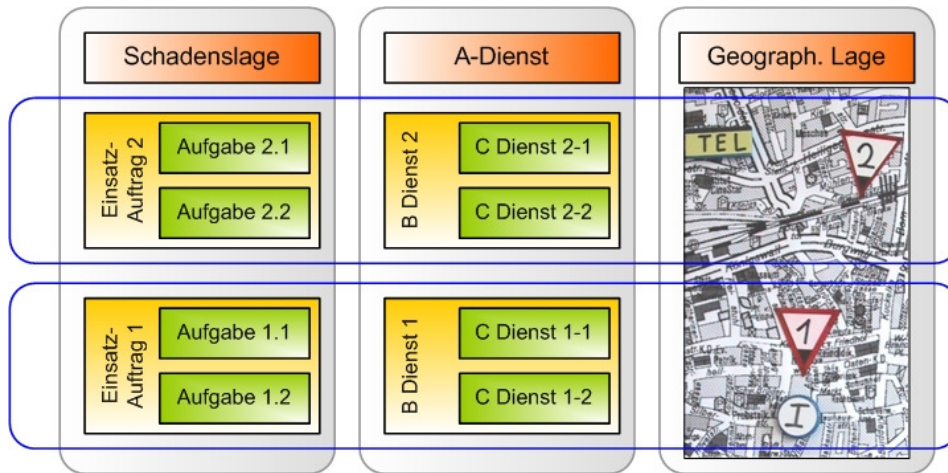 Schadenslage
A-Dienst
Geograph. Lage
Einsatz-
Auftrag 2
Aufgabe 2.1
Aufgabe 2.2
B Dienst 2
C Dienst 2-1
C Dienst 2-2
TEL
2
Einsatz-
Auftrag 1
Aufgabe 1.1
Aufgabe 1.2
B Dienst 1
C Dienst 1-1
C Dienst 1-2
1
I